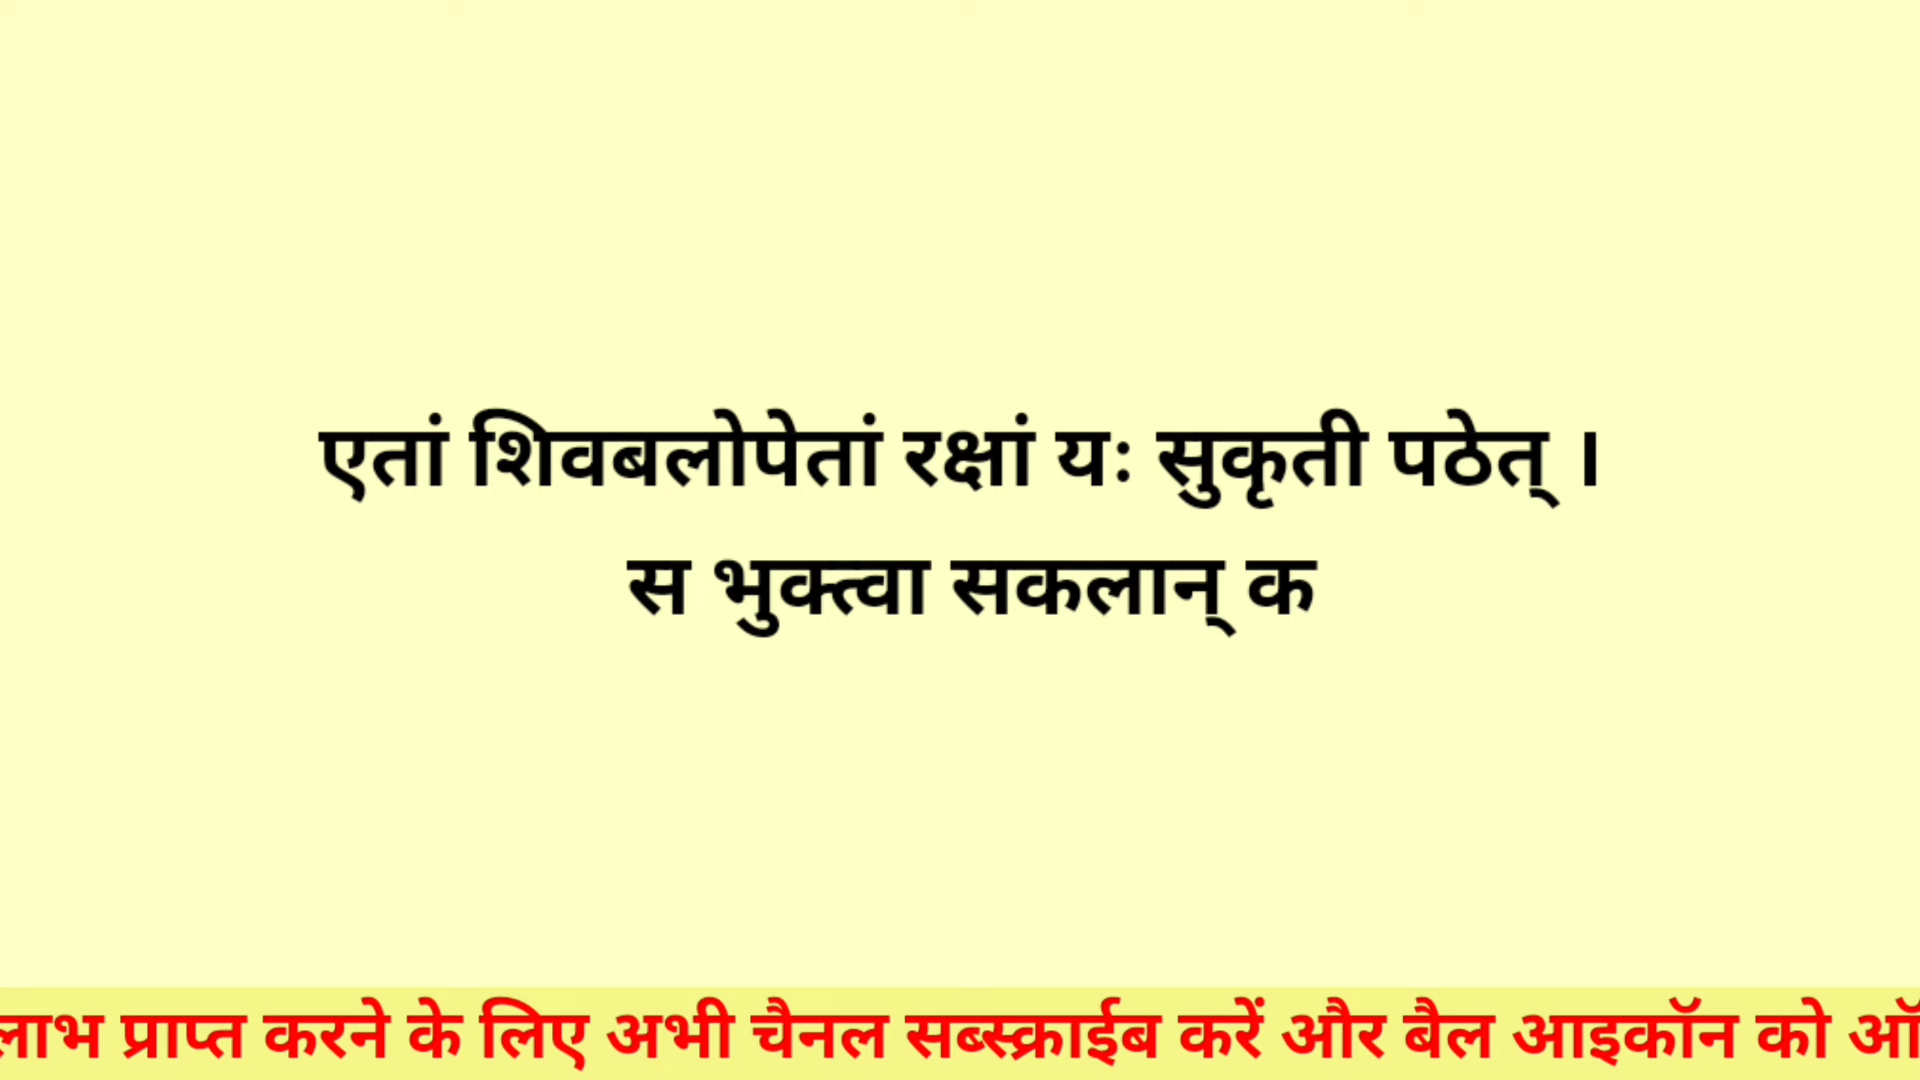 एतां शिवबलोपेतां रक्षां यः सुकृती पठेत् ।
स भुक्त्वा सकलान् क
लाभ प्राप्त करने के लिए अभी चैनल सब्स्क्राईब करें और बैल आइकॉन को ऑ